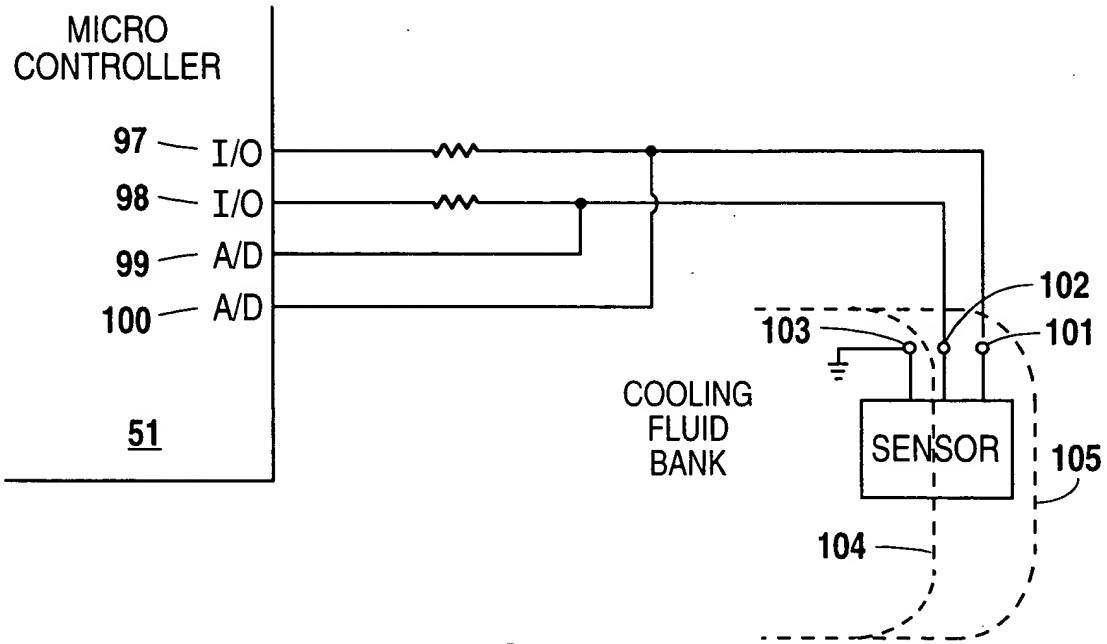 MICRO
CONTROLLER
97 I/O
98 I/O
99 A/D
100 A/D
51
COOLING
FLUID
BANK
103
102
101
SENSOR
104
105